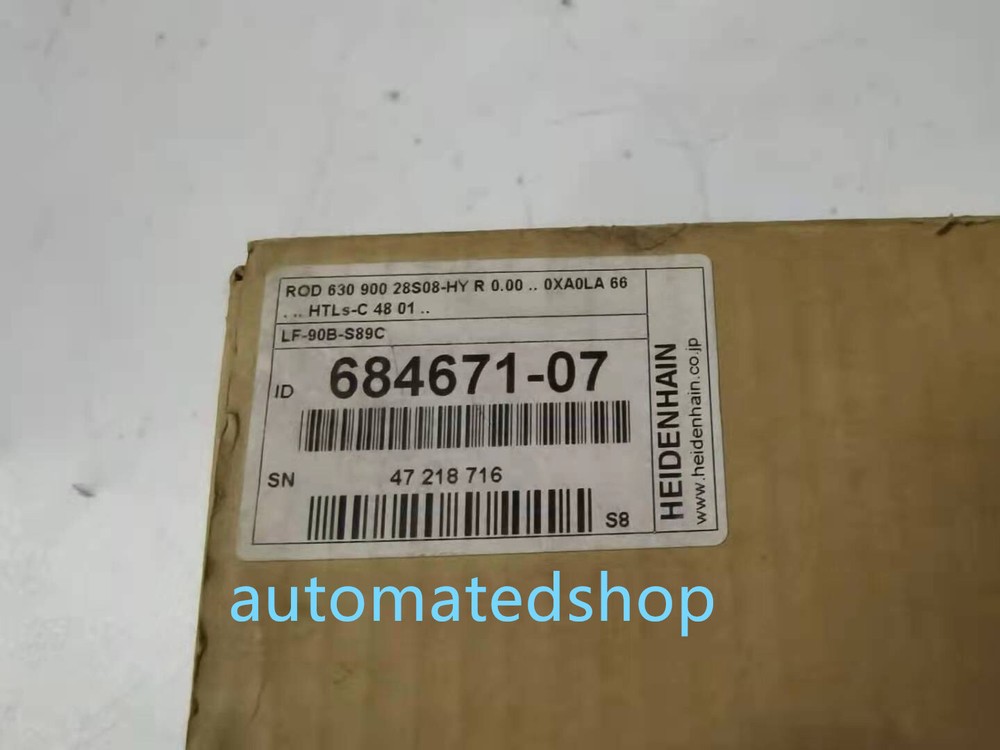 ROD 630 900 28S08-HY R 0.00 .. 0XA0LA 66
. .. HTLs-C 48 01 ..
LF-90B-S89C
ID 684671-07
SN 47 218 716
S8
HEIDENHAIN
www.heidenhain.co.jp
automatedshop